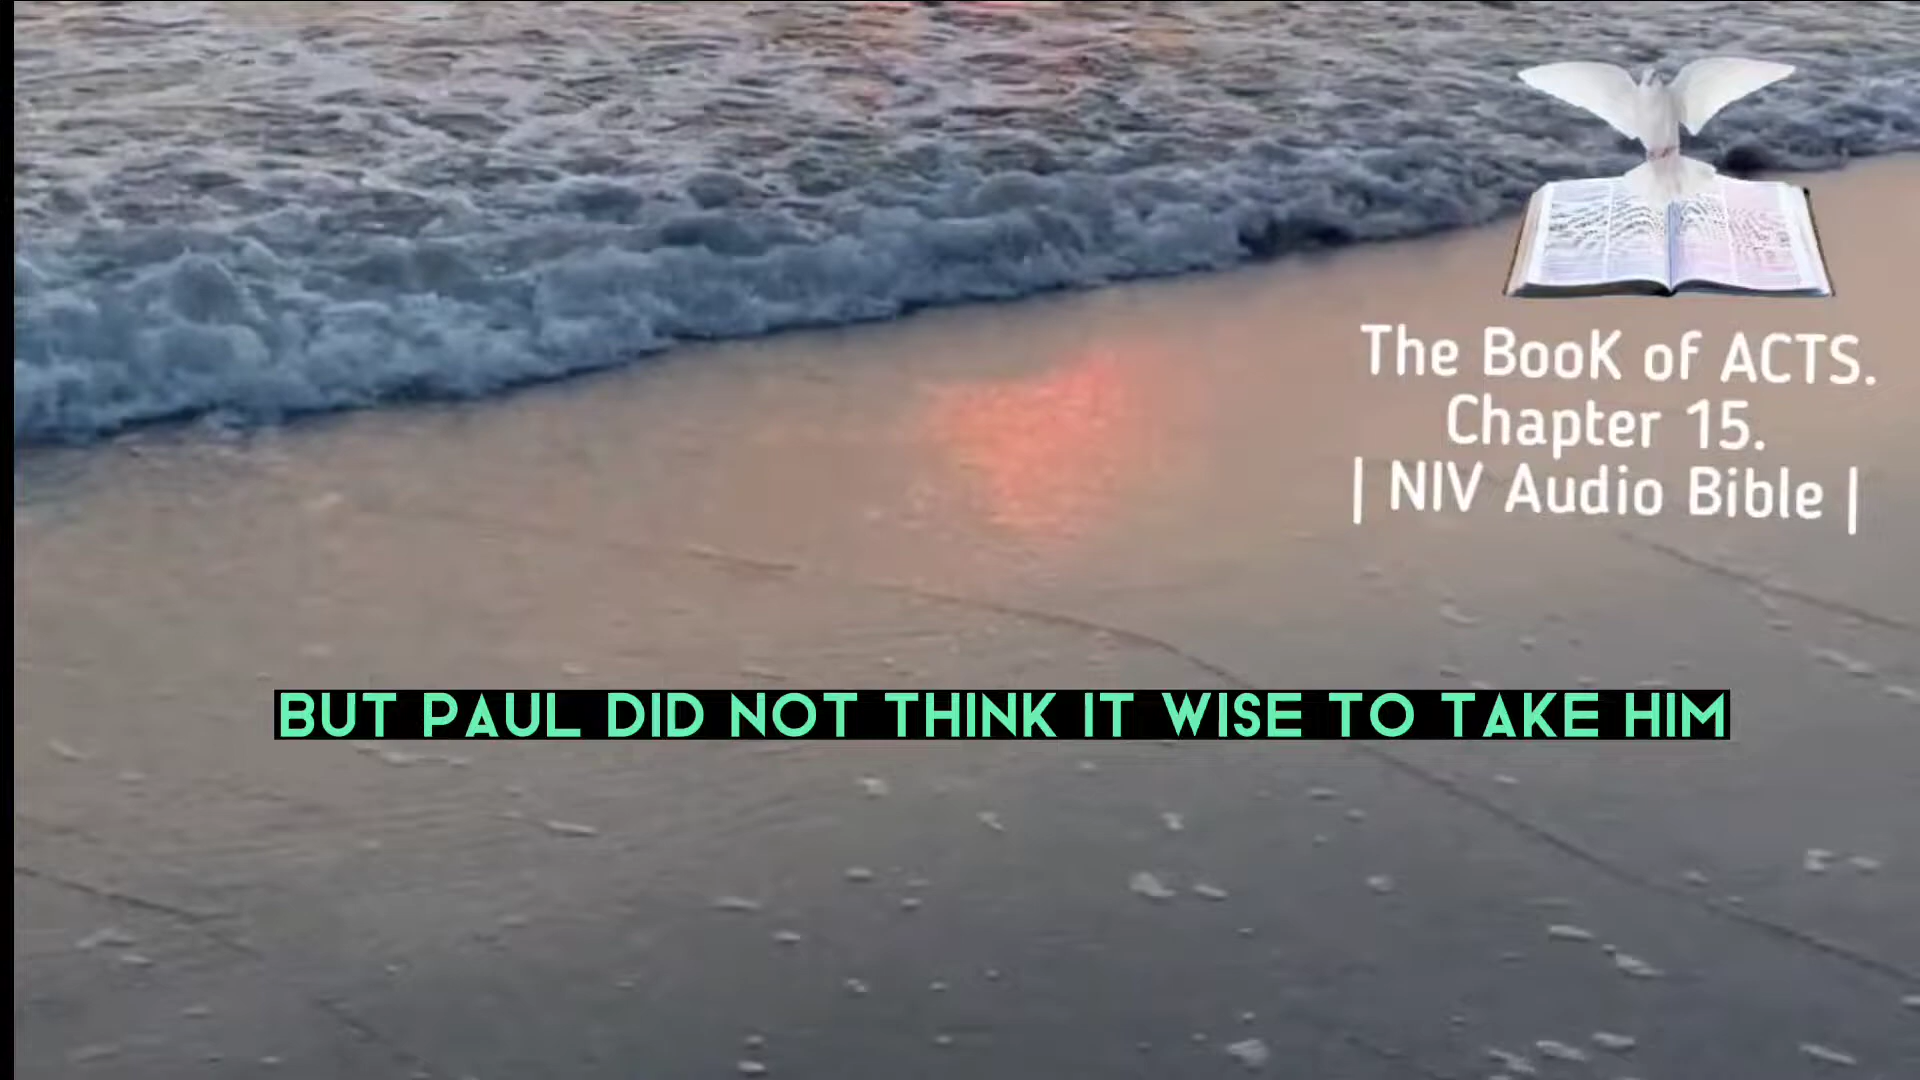 The BooK of ACTS.
Chapter 15.
| NIV Audio Bible |
BUT PAUL DID NOT THINK IT WISE TO TAKE HIM